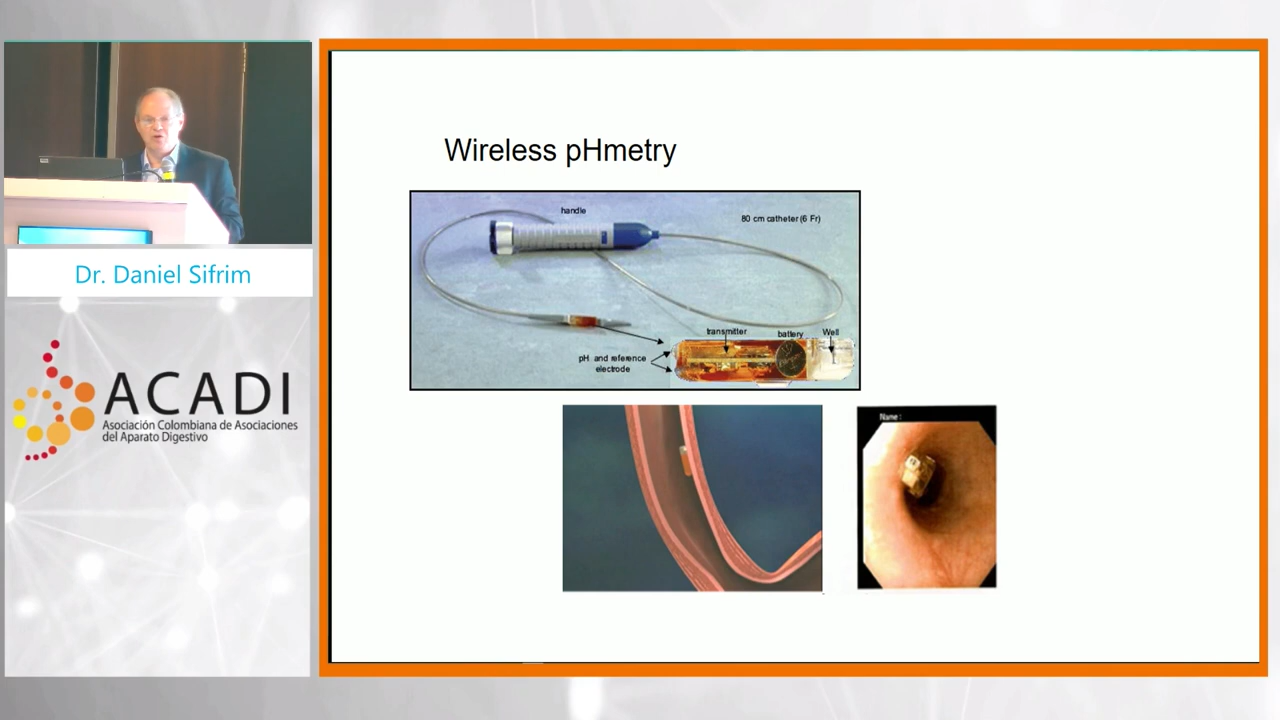 Dr. Daniel Sifrim
ACADI
Asociación Colombiana de Asociaciones
del Aparato Digestivo
Wireless pHmetry
handle
80 cm catheter (6 Fr)
transmitter
battery
Well
pH and reference
electrode
Name :